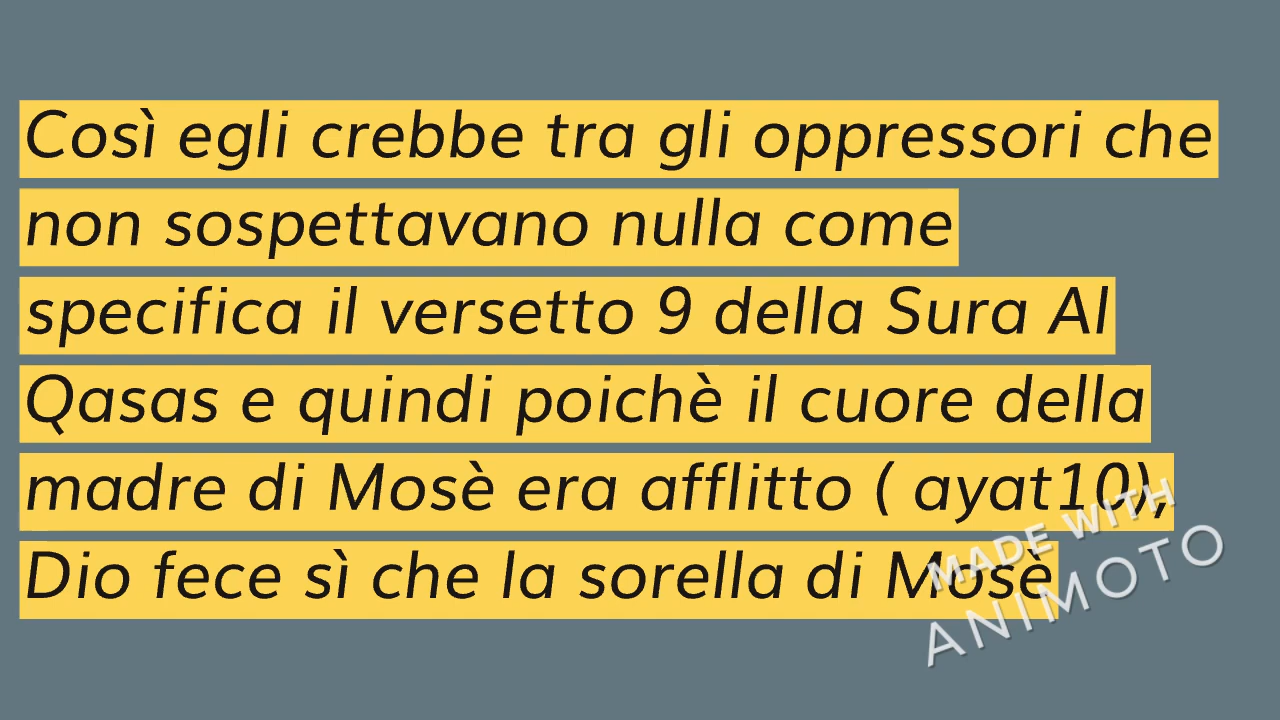 Così egli crebbe tra gli oppressori che
non sospettavano nulla come
specifica il versetto 9 della Sura Al
Qasas e quindi poichè il cuore della
madre di Mosè era afflitto ( ayat10),
Dio fece sì che la sorella di Mosè
MADE WITH
ANIMOTO